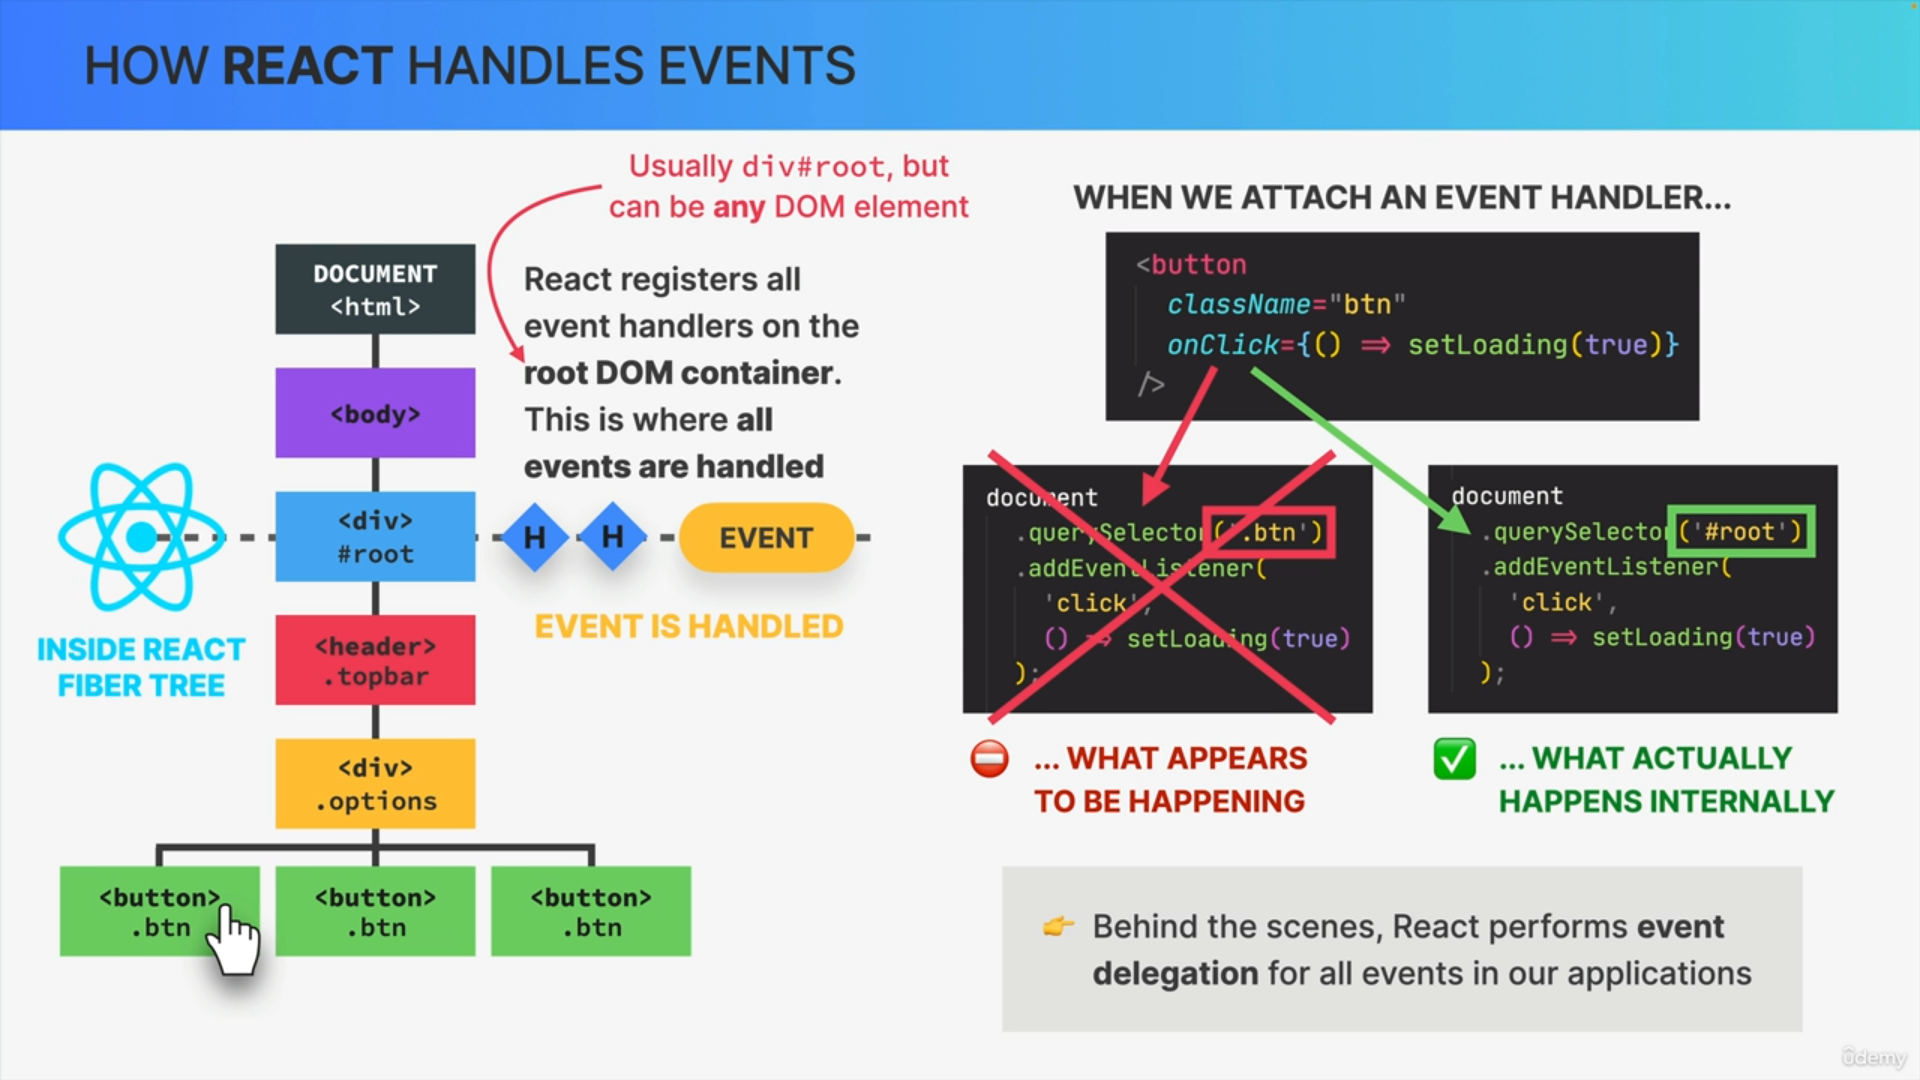 HOW REACT HANDLES EVENTS
Usually div#root, but
can be any DOM element
DOCUMENT
<html>
<body>
<div>
#root
<header>
.topbar
<div>
.options
<button>
.btn
<button>
.btn
<button>
.btn
INSIDE REACT
FIBER TREE
React registers all
event handlers on the
root DOM container.
This is where all
events are handled
H
H
EVENT
EVENT IS HANDLED
WHEN WE ATTACH AN EVENT HANDLER...
<button
className="btn"
onClick={() => setLoading(true)}
/>
document
.querySelector('.btn')
.addEventListener(
'click',
() => setLoading(true)
);
... WHAT APPEARS
TO BE HAPPENING
document
.querySelector('#root')
.addEventListener(
'click',
() => setLoading(true)
);
... WHAT ACTUALLY
HAPPENS INTERNALLY
Behind the scenes, React performs event
delegation for all events in our applications
ûdemy